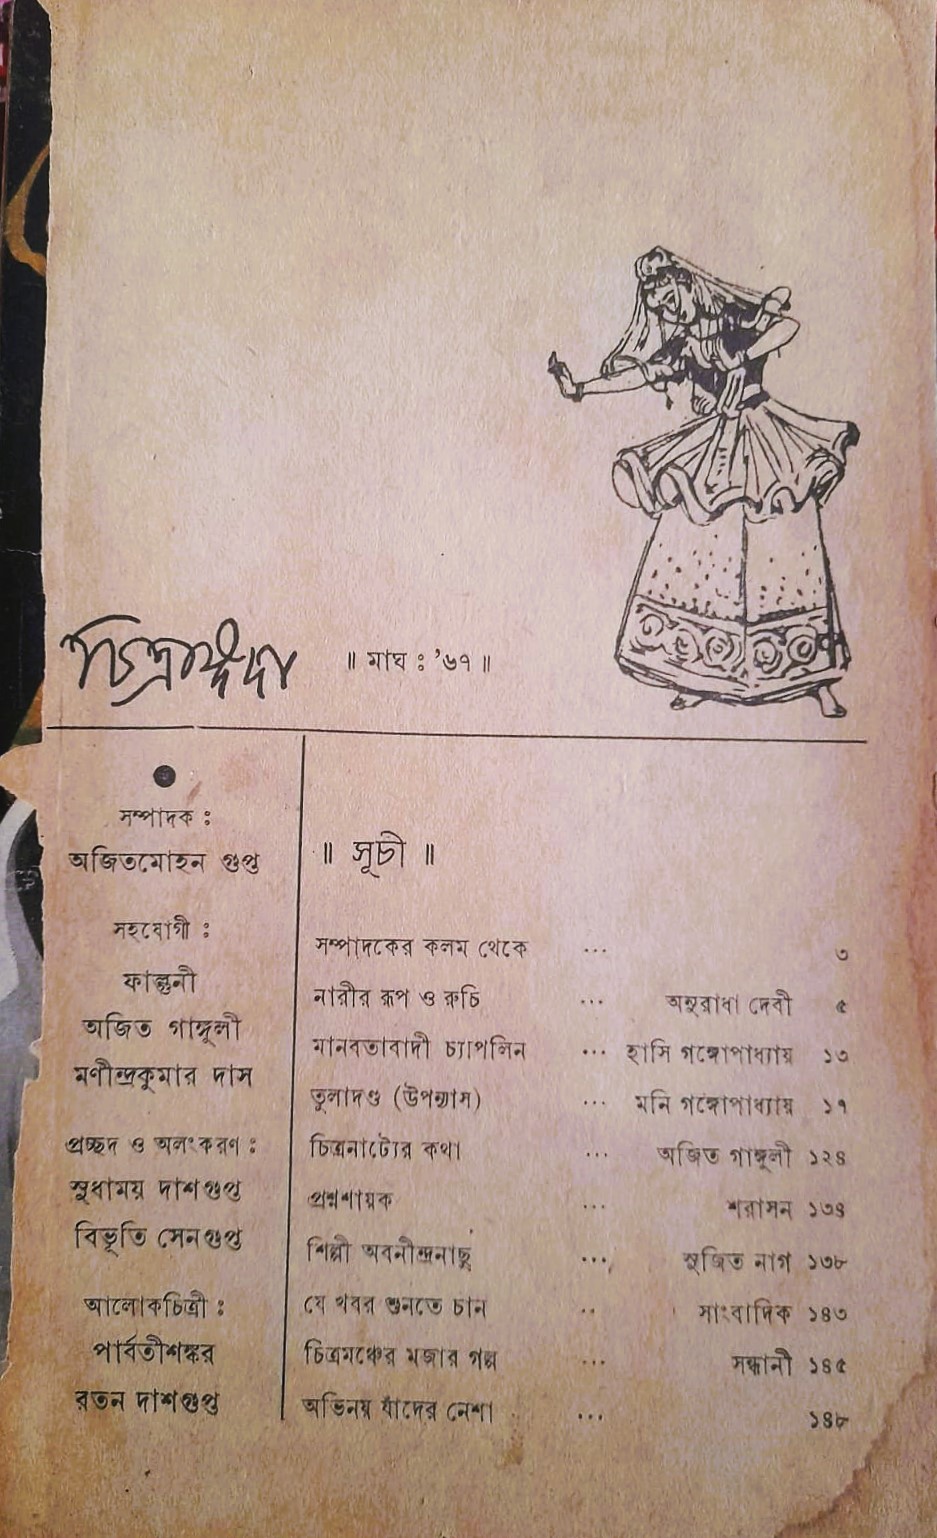 চিত্রাঙ্গদা ॥ মাঘ : '৬৭ ॥
সম্পাদক :
অজিতমোহন গুপ্ত
সহযোগী :
ফাল্গুনী
অজিত গাঙ্গুলী
মণীন্দ্রকুমার দাস
প্রচ্ছদ ও অলংকরণ :
সুধাময় দাশগুপ্ত
বিভূতি সেনগুপ্ত
আলোকচিত্রী :
পার্বতীশঙ্কর
রতন দাশগুপ্ত
॥ সূচী ॥
সম্পাদকের কলম থেকে ... ৩
নারীর রূপ ও রুচি ... অনুরাধা দেবী ৫
মানবতাবাদী চ্যাপলিন ... হাসি গঙ্গোপাধ্যায় ১৩
তুলাদণ্ড (উপন্যাস) ... মনি গঙ্গোপাধ্যায় ১৭
চিত্রনাট্যের কথা ... অজিত গাঙ্গুলী ১২৪
প্রশ্নশায়ক ... শরাসন ১৩৪
শিল্পী অবনীন্দ্রনাথ ... সুজিত নাগ ১৩৮
যে খবর শুনতে চান .. সাংবাদিক ১৪৩
চিত্রমঞ্চের মজার গল্প ... সন্ধানী ১৪৫
অভিনয় যাঁদের নেশা ... ১৪৮